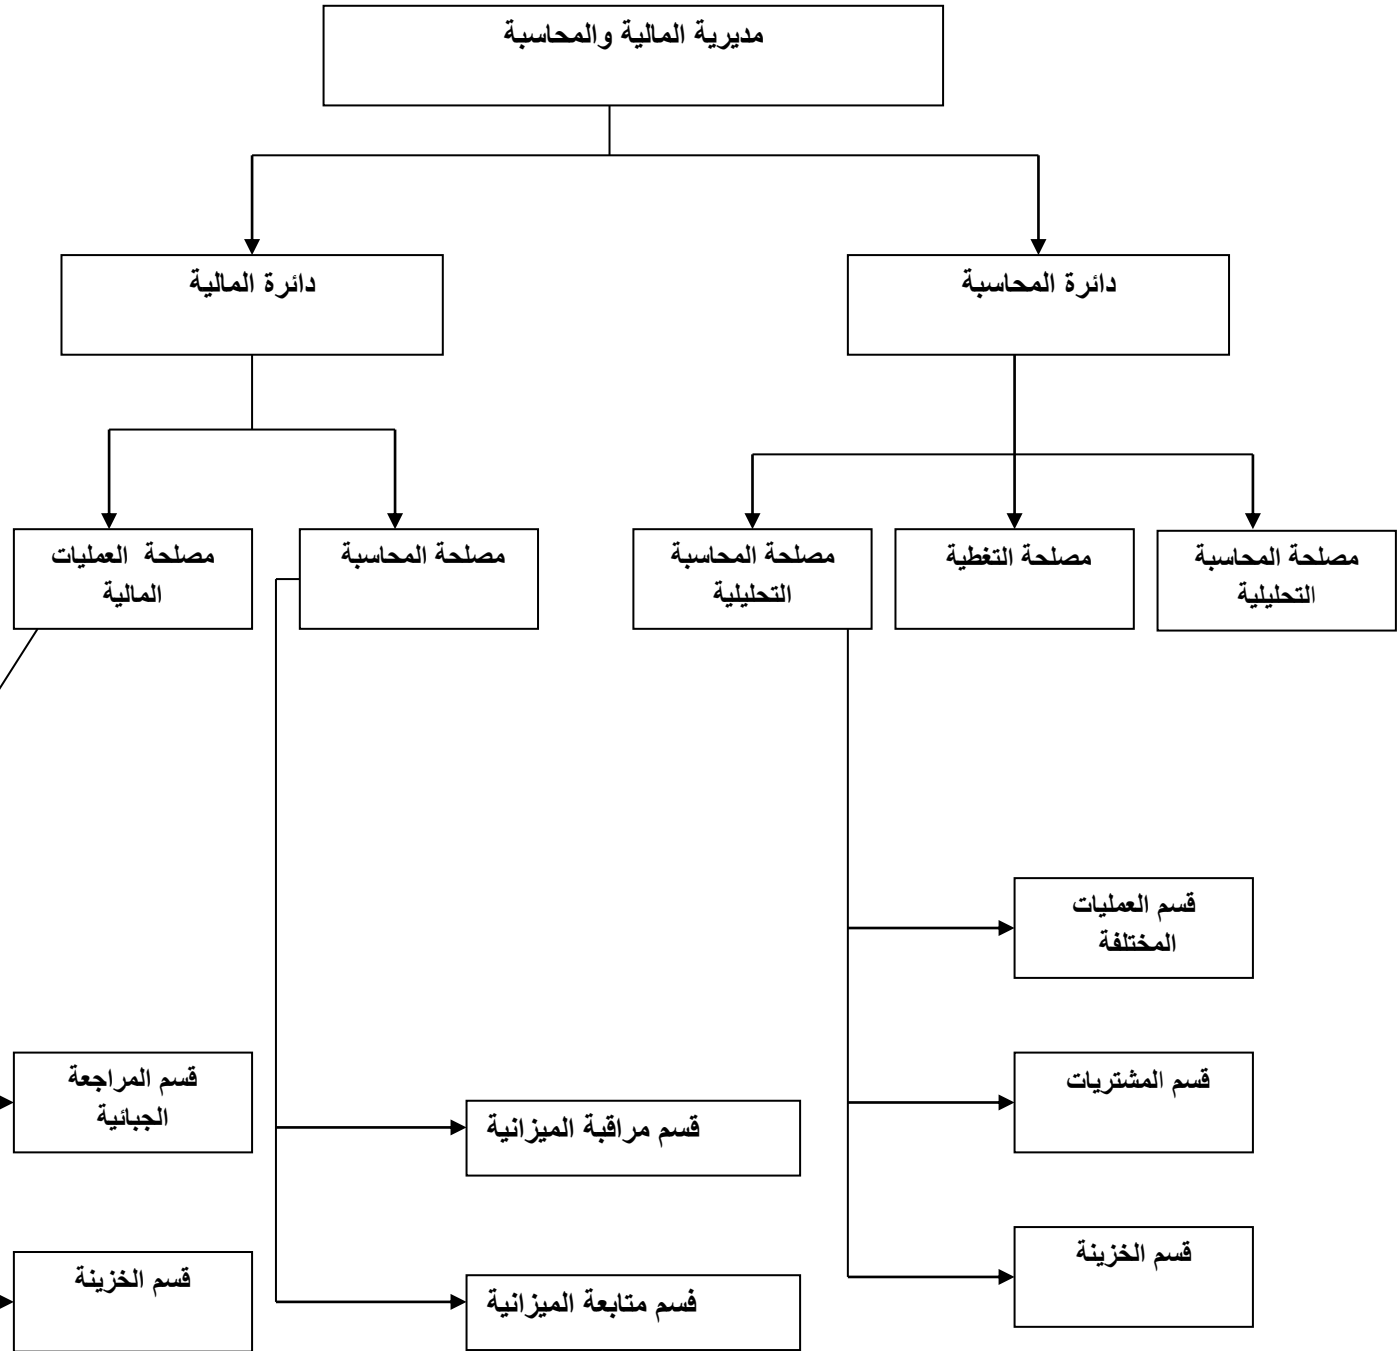 مديرية المالية والمحاسبة
دائرة المحاسبة
دائرة المالية
مصلحة المحاسبة
التحليلية
مصلحة التغطية
مصلحة المحاسبة
التحليلية
مصلحة المحاسبة
مصلحة العمليات
المالية
قسم العمليات
المختلفة
قسم المشتريات
قسم الخزينة
قسم مراقبة الميزانية
فسم متابعة الميزانية
قسم المراجعة
الجبائية
قسم الخزينة